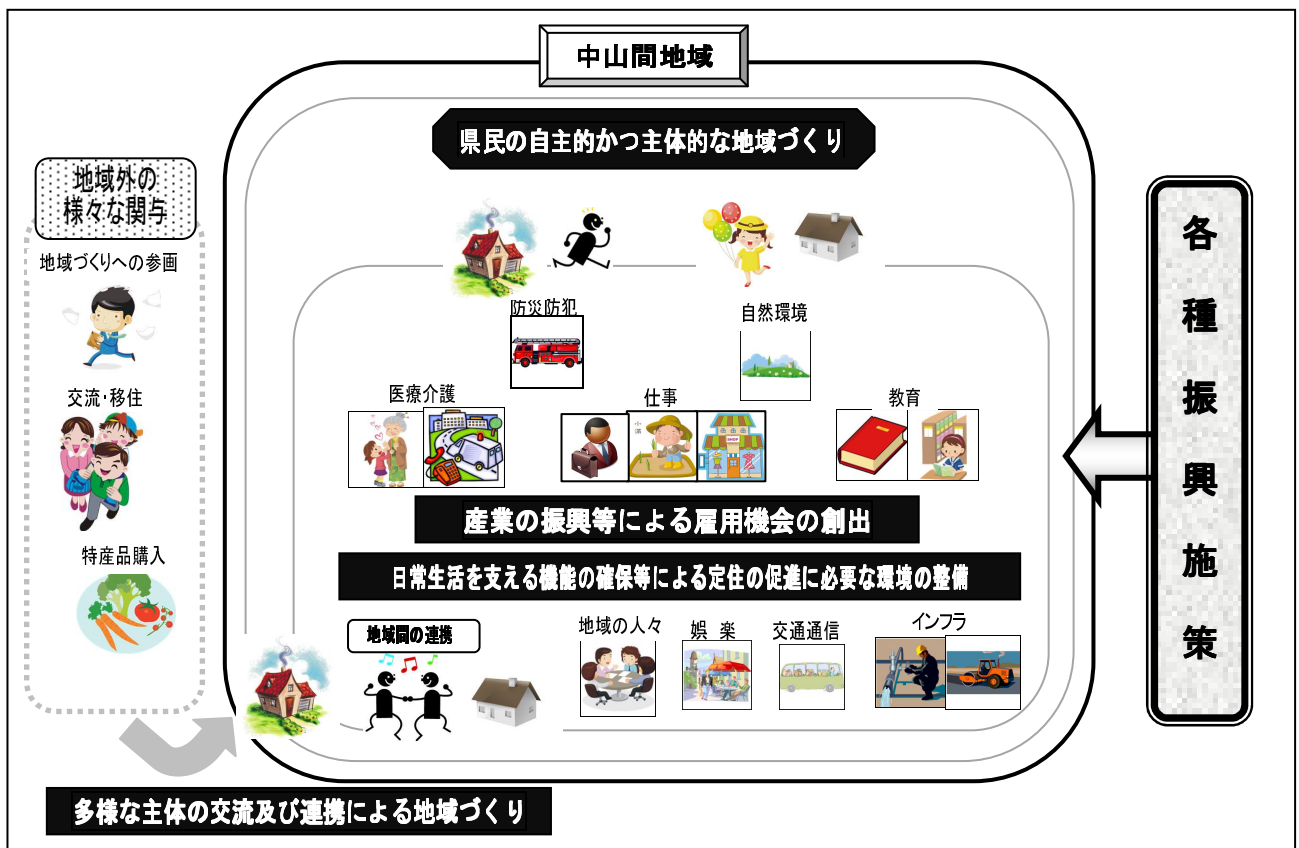 中山間地域
県民の自主的かつ主体的な地域づくり
地域外の
様々な関与
地域づくりへの参画
交流・移住
特産品購入
防災防犯
自然環境
医療介護
仕事
教育
小満
SHOP
産業の振興等による雇用機会の創出
日常生活を支える機能の確保等による定住の促進に必要な環境の整備
地域間の連携
地域の人々
娯 楽
交通通信
インフラ
多様な主体の交流及び連携による地域づくり
各種振興施策